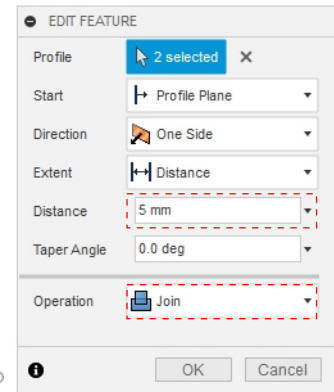 EDIT FEATURE
Profile 2 selected
Start Profile Plane
Direction One Side
Extent Distance
Distance 5 mm
Taper Angle 0.0 deg
Operation Join
OK Cancel